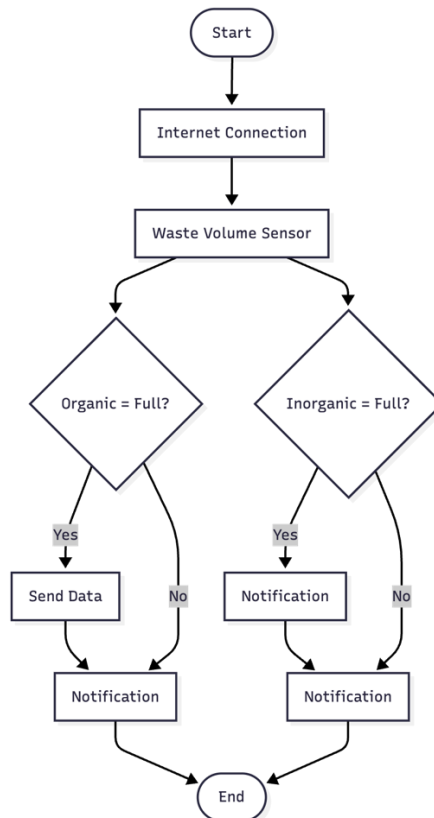 Start
Internet Connection
Waste Volume Sensor
Organic = Full?
Inorganic = Full?
Yes
No
Yes
No
Send Data
Notification
Notification
Notification
End